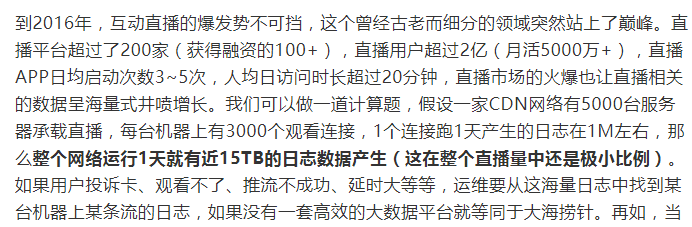 到2016年，互动直播的爆发势不可挡，这个曾经古老而细分的领域突然站上了巅峰。直
播平台超过了200家（获得融资的100+），直播用户超过2亿（月活5000万+），直播
APP日均启动次数3~5次，人均日访问时长超过20分钟，直播市场的火爆也让直播相关
的数据呈海量式井喷增长。我们可以做一道计算题，假设一家CDN网络有5000台服务
器承载直播，每台机器上有3000个观看连接，1个连接跑1天产生的日志在1M左右，那
么整个网络运行1天就有近15TB的日志数据产生（这在整个直播量中还是极小比例）。
如果用户投诉卡、观看不了、推流不成功、延时大等等，运维要从这海量日志中找到某
台机器上某条流的日志，如果没有一套高效的大数据平台就等同于大海捞针。再如，当